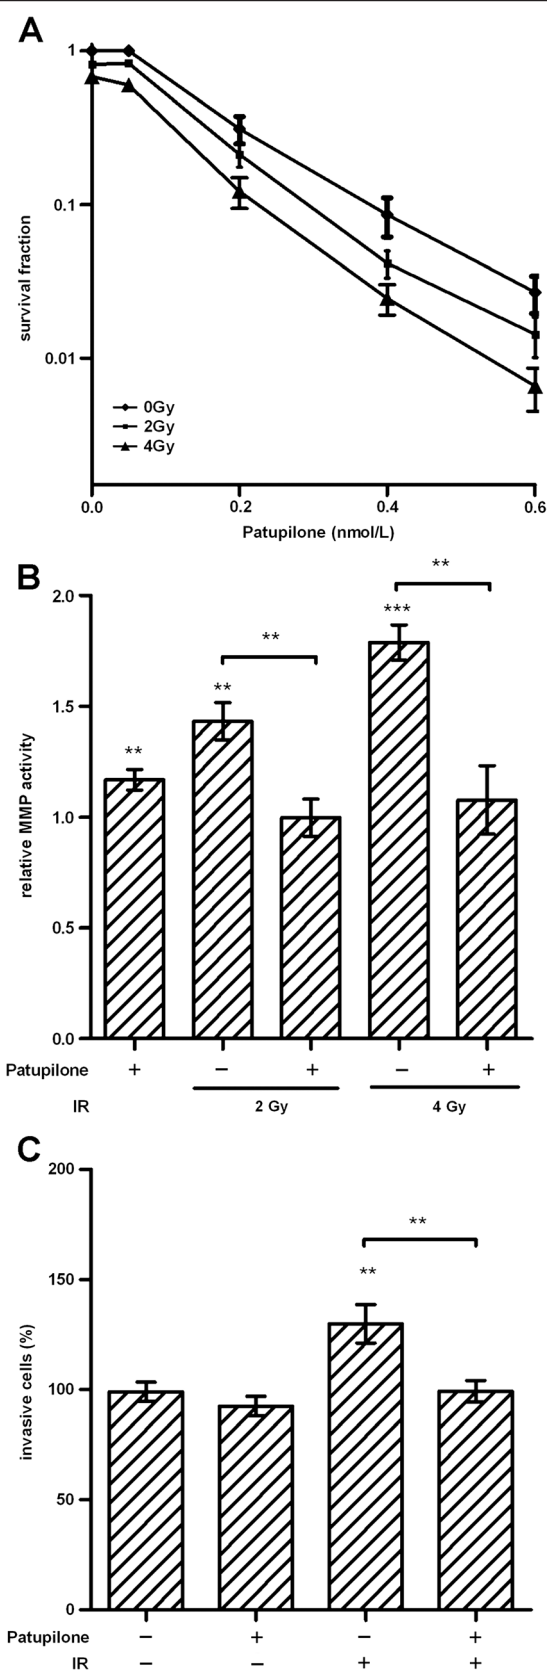 A
1
0.1
0.01
survival fraction
0Gy
2Gy
4Gy
0.0 0.2 0.4 0.6
Patupilone (nmol/L)
B
**
2.0
***
**
**
1.5
**
1.0
0.5
0.0
relative MMP activity
Patupilone + − + − +
IR 2 Gy 4 Gy
C
200
**
150
**
100
50
0
invasive cells (%)
Patupilone − + − +
IR − − + +